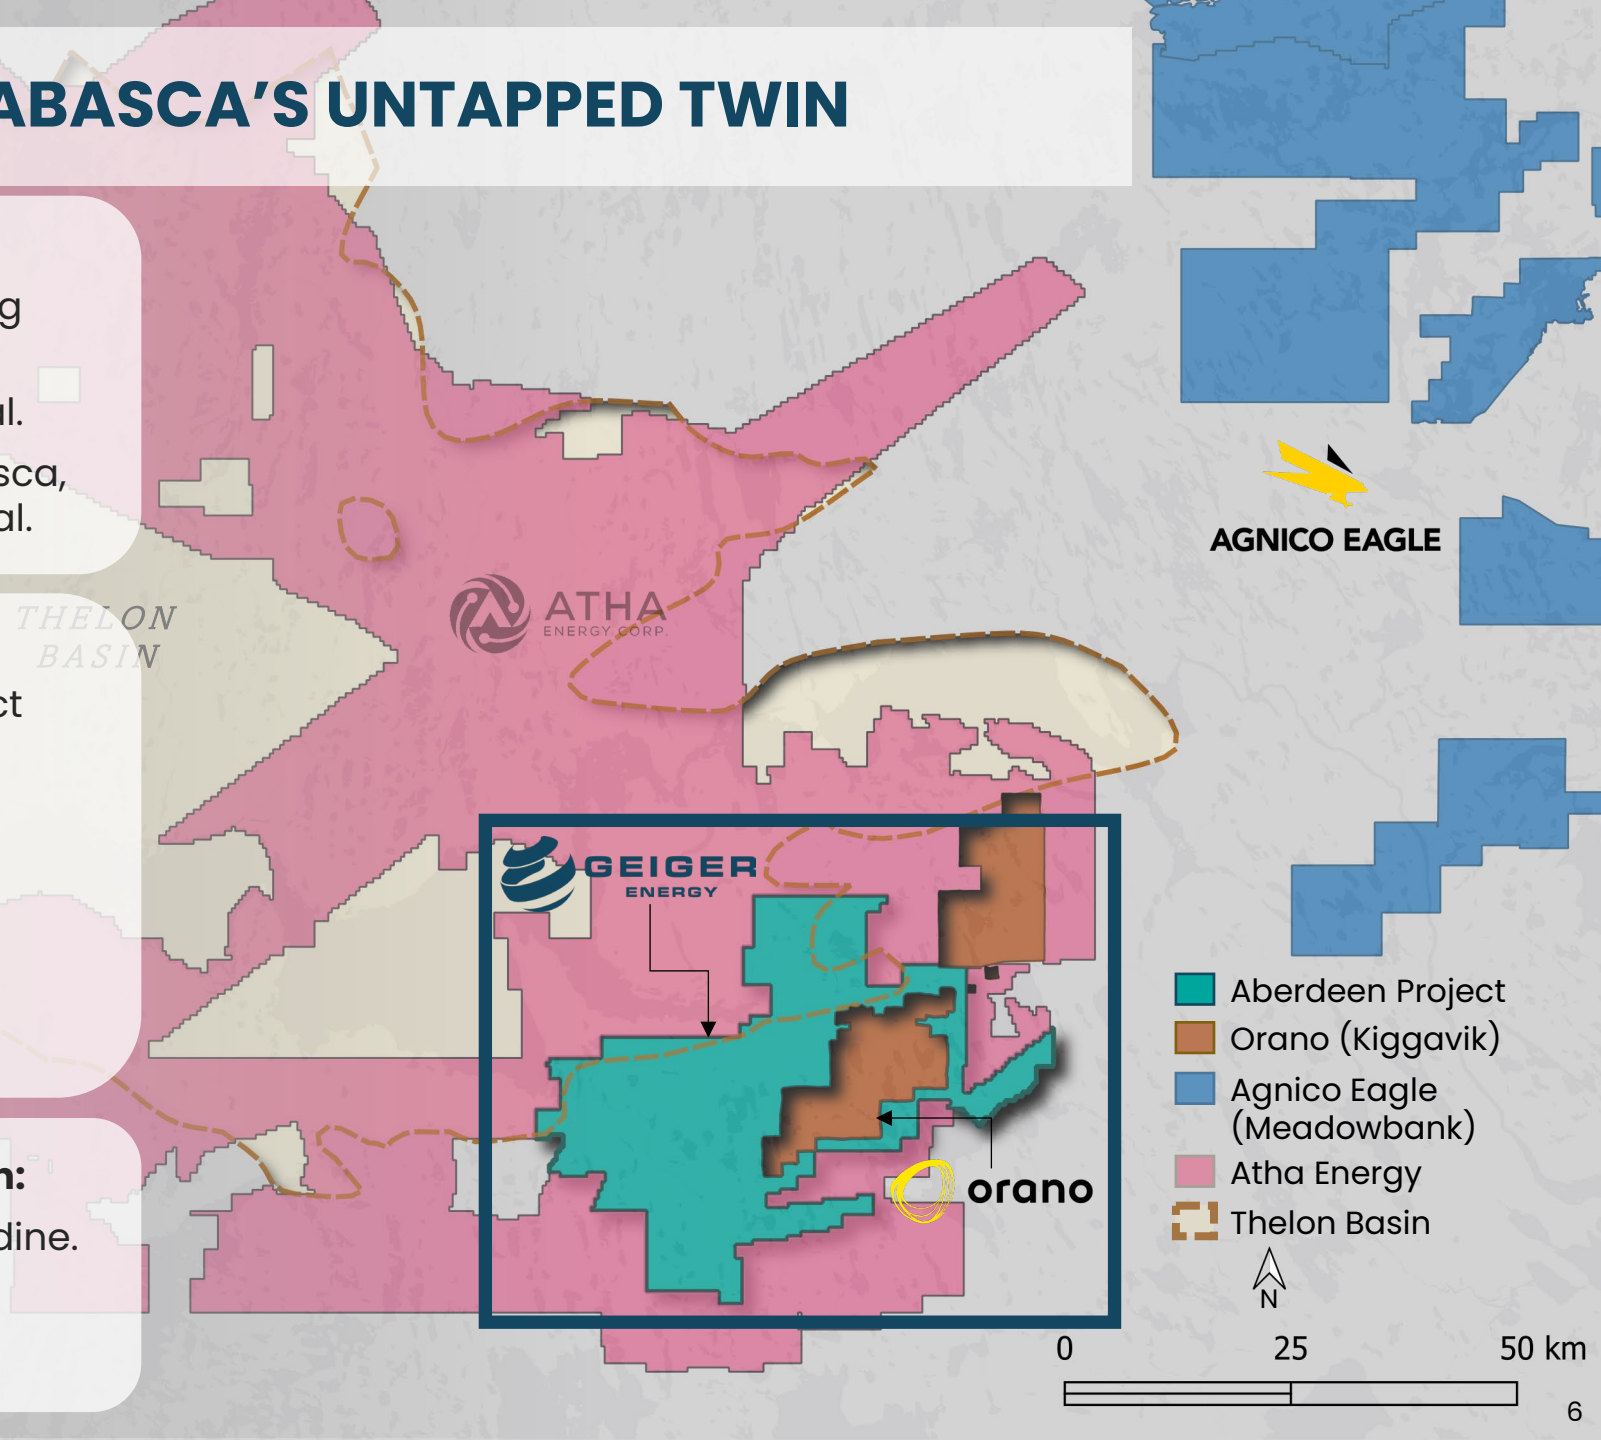 ABASCA'S UNTAPPED TWIN
g
al.
sca,
al.
THELON
BASIN
ct
n:
dine.
ATHA
ENERGY CORP.
GEIGER
ENERGY
orano
AGNICO EAGLE
Aberdeen Project
Orano (Kiggavik)
Agnico Eagle
(Meadowbank)
Atha Energy
Thelon Basin
N
0 25 50 km
6